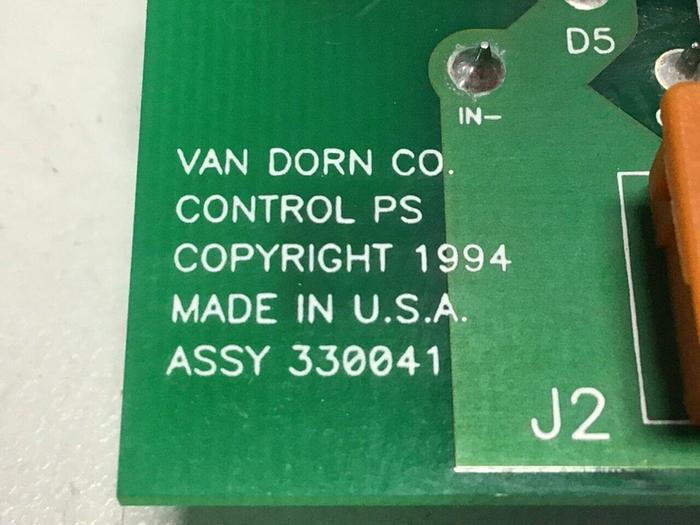 D5
IN-
VAN DORN CO.
CONTROL PS
COPYRIGHT 1994
MADE IN U.S.A.
ASSY 330041
J2